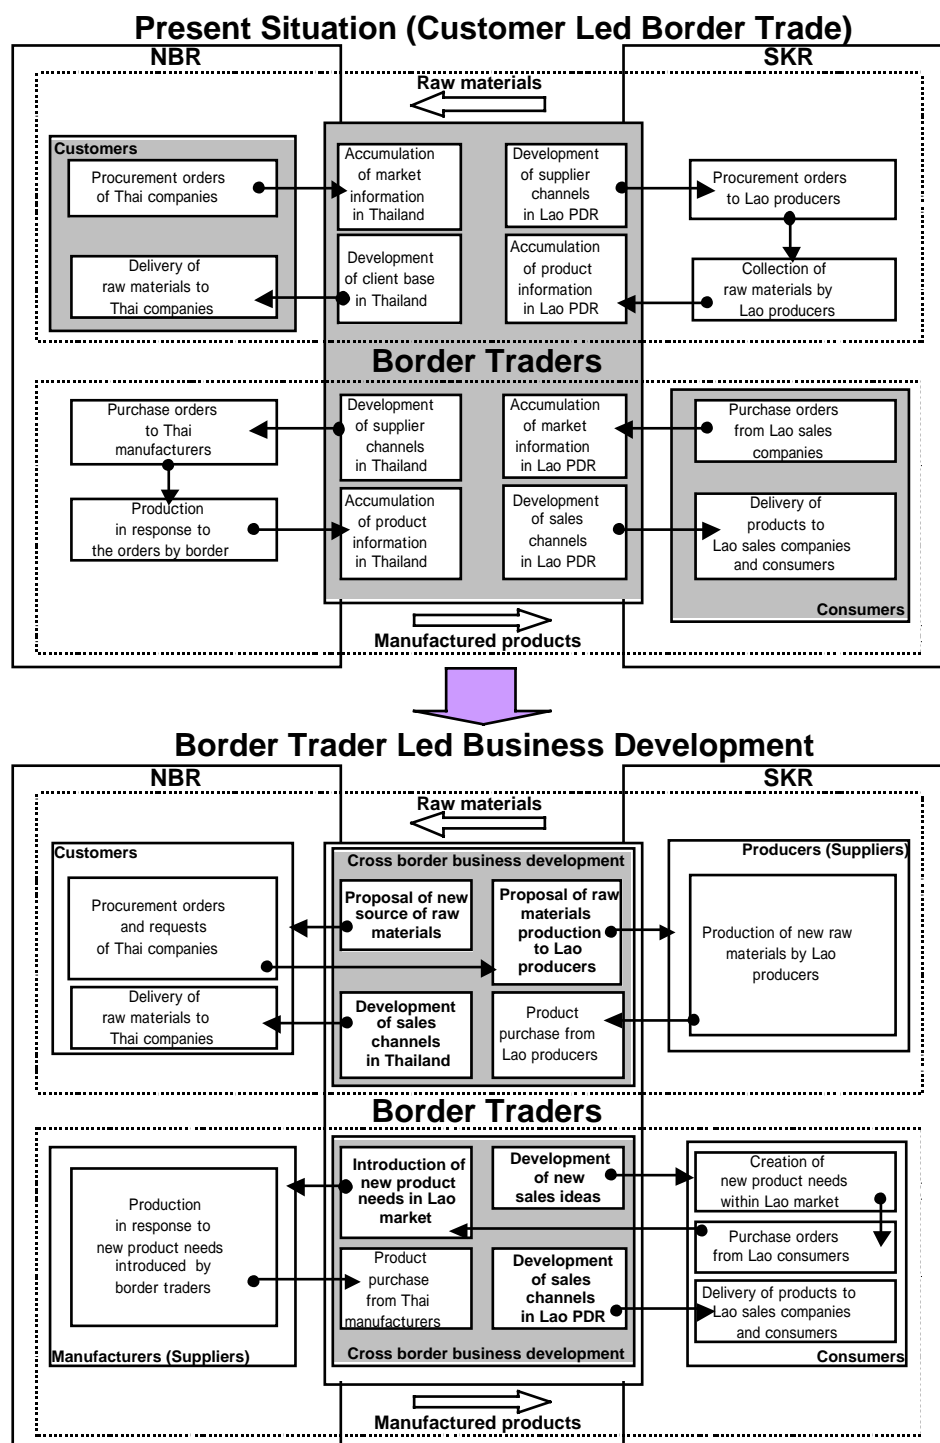 Present Situation (Customer Led Border Trade)
NBR
SKR
Raw materials
Customers
Procurement orders
of Thai companies
Accumulation
of market
information
in Thailand
Development
of supplier
channels
in Lao PDR
Procurement orders
to Lao producers
Delivery of
raw materials to
Thai companies
Development
of client base
in Thailand
Accumulation
of product
information
in Lao PDR
Collection of
raw materials by
Lao producers
Border Traders
Purchase orders
to Thai
manufacturers
Development
of supplier
channels
in Thailand
Accumulation
of market
information
in Lao PDR
Purchase orders
from Lao sales
companies
Production
in response to
the orders by border
Accumulation
of product
information
in Thailand
Development
of sales
channels
in Lao PDR
Delivery of
products to
Lao sales companies
and consumers
Consumers
Manufactured products
Border Trader Led Business Development
NBR
SKR
Raw materials
Customers
Cross border business development
Producers (Suppliers)
Procurement orders
and requests
of Thai companies
Proposal of new
source of raw
materials
Proposal of raw
materials
production
to Lao
producers
Production of new raw
materials by Lao
producers
Delivery of
raw materials to
Thai companies
Development
of sales
channels
in Thailand
Product
purchase from
Lao producers
Border Traders
Production
in response to
new product needs
introduced by
border traders
Manufacturers (Suppliers)
Introduction of
new product
needs in Lao
market
Development
of new
sales ideas
Creation of
new product needs
within Lao market
Purchase orders
from Lao consumers
Product
purchase
from Thai
manufacturers
Development
of sales
channels
in Lao PDR
Delivery of products to
Lao sales companies
and consumers
Cross border business development
Consumers
Manufactured products